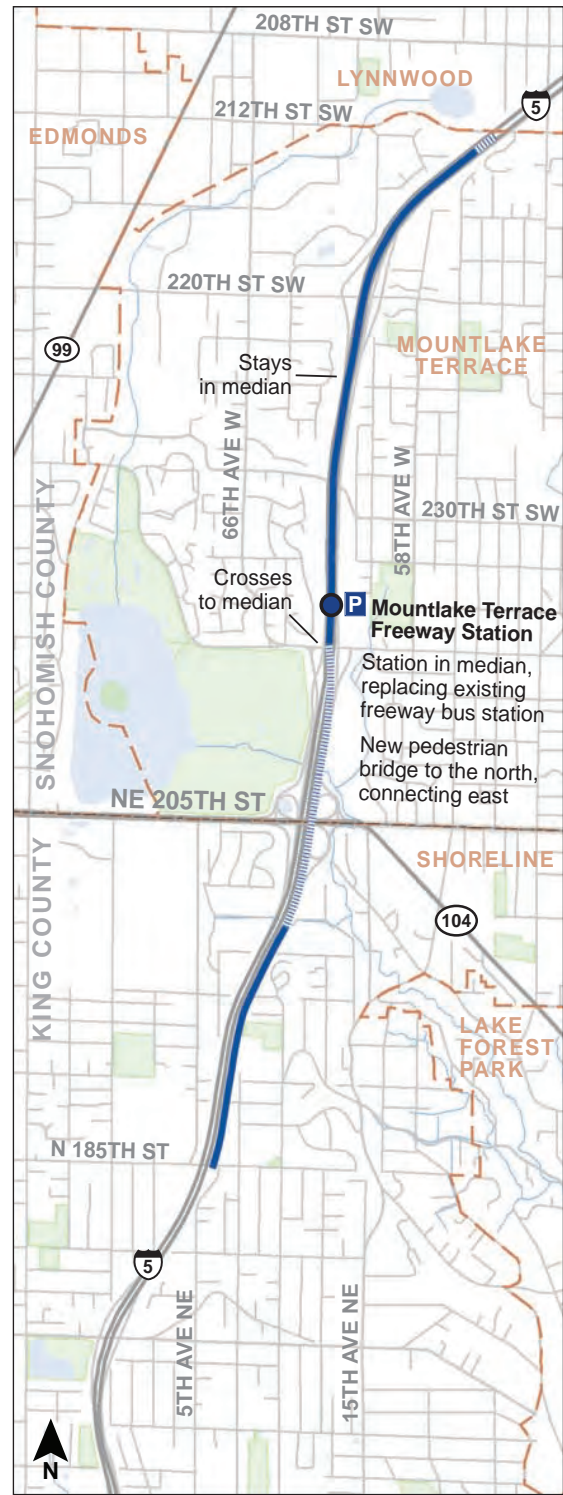 208TH ST SW
LYNNWOOD
5
212TH ST SW
EDMONDS
220TH ST SW
99
MOUNTLAKE
TERRACE
Stays
in median
66TH AVE W
58TH AVE W
230TH ST SW
SNOHOMISH COUNTY
Crosses
to median
P
Mountlake Terrace
Freeway Station
Station in median,
replacing existing
freeway bus station
New pedestrian
bridge to the north,
connecting east
NE 205TH ST
SHORELINE
KING COUNTY
104
LAKE
FOREST
PARK
N 185TH ST
5
5TH AVE NE
15TH AVE NE
N